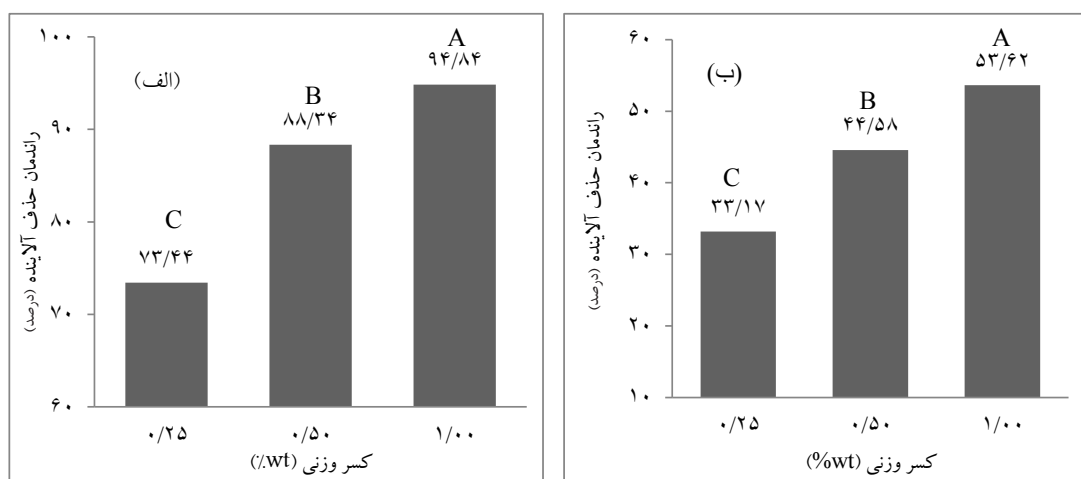 (الف)
راندمان حذف آلاینده (درصد)
۱۰۰
۹۰
۸۰
۷۰
۶۰
A
۹۴/۸۴
B
۸۸/۳۴
C
۷۳/۴۴
۰/۲۵ ۰/۵۰ ۱/۰۰
کسر وزنی (wt٪)
(ب)
راندمان حذف آلاینده (درصد)
۶۰
۵۰
۴۰
۳۰
۲۰
۱۰
A
۵۳/۶۲
B
۴۴/۵۸
C
۳۳/۱۷
۰/۲۵ ۰/۵۰ ۱/۰۰
کسر وزنی (wt%)